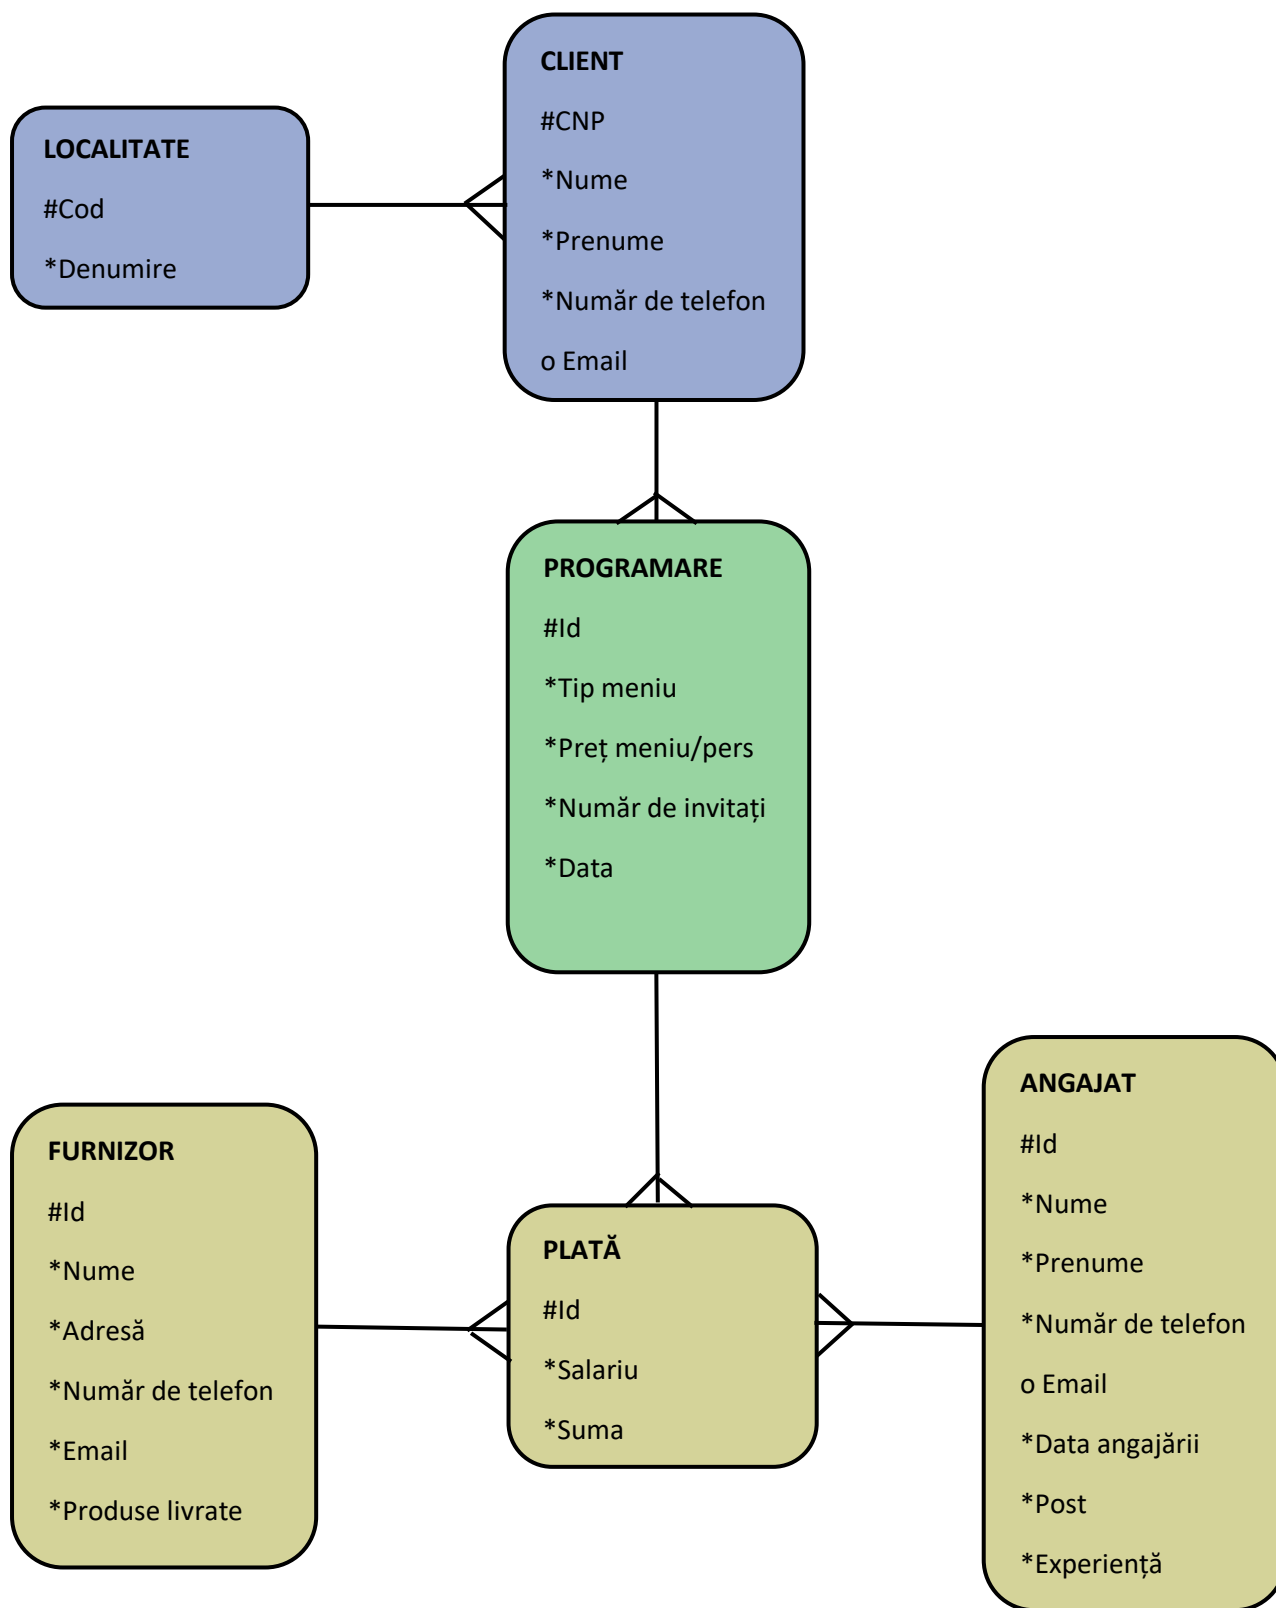 CLIENT
#CNP
*Nume
*Prenume
*Număr de telefon
o Email
LOCALITATE
#Cod
*Denumire
PROGRAMARE
#Id
*Tip meniu
*Preț meniu/pers
*Număr de invitați
*Data
FURNIZOR
#Id
*Nume
*Adresă
*Număr de telefon
*Email
*Produse livrate
PLATĂ
#Id
*Salariu
*Suma
ANGAJAT
#Id
*Nume
*Prenume
*Număr de telefon
o Email
*Data angajării
*Post
*Experiență